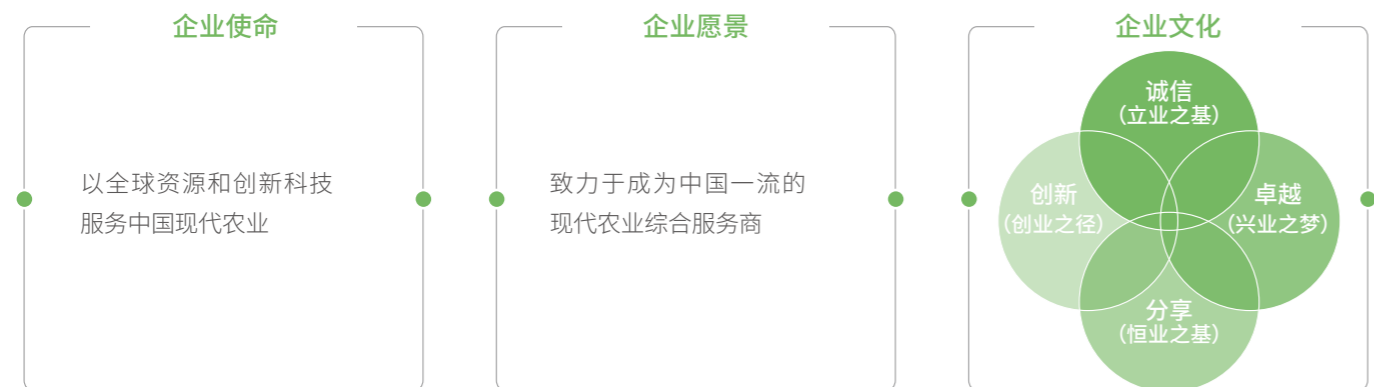 企业使命
以全球资源和创新科技
服务中国现代农业
企业愿景
致力于成为中国一流的
现代农业综合服务商
企业文化
诚信
（立业之基）
创新
（创业之径）
卓越
（兴业之梦）
分享
（恒业之基）